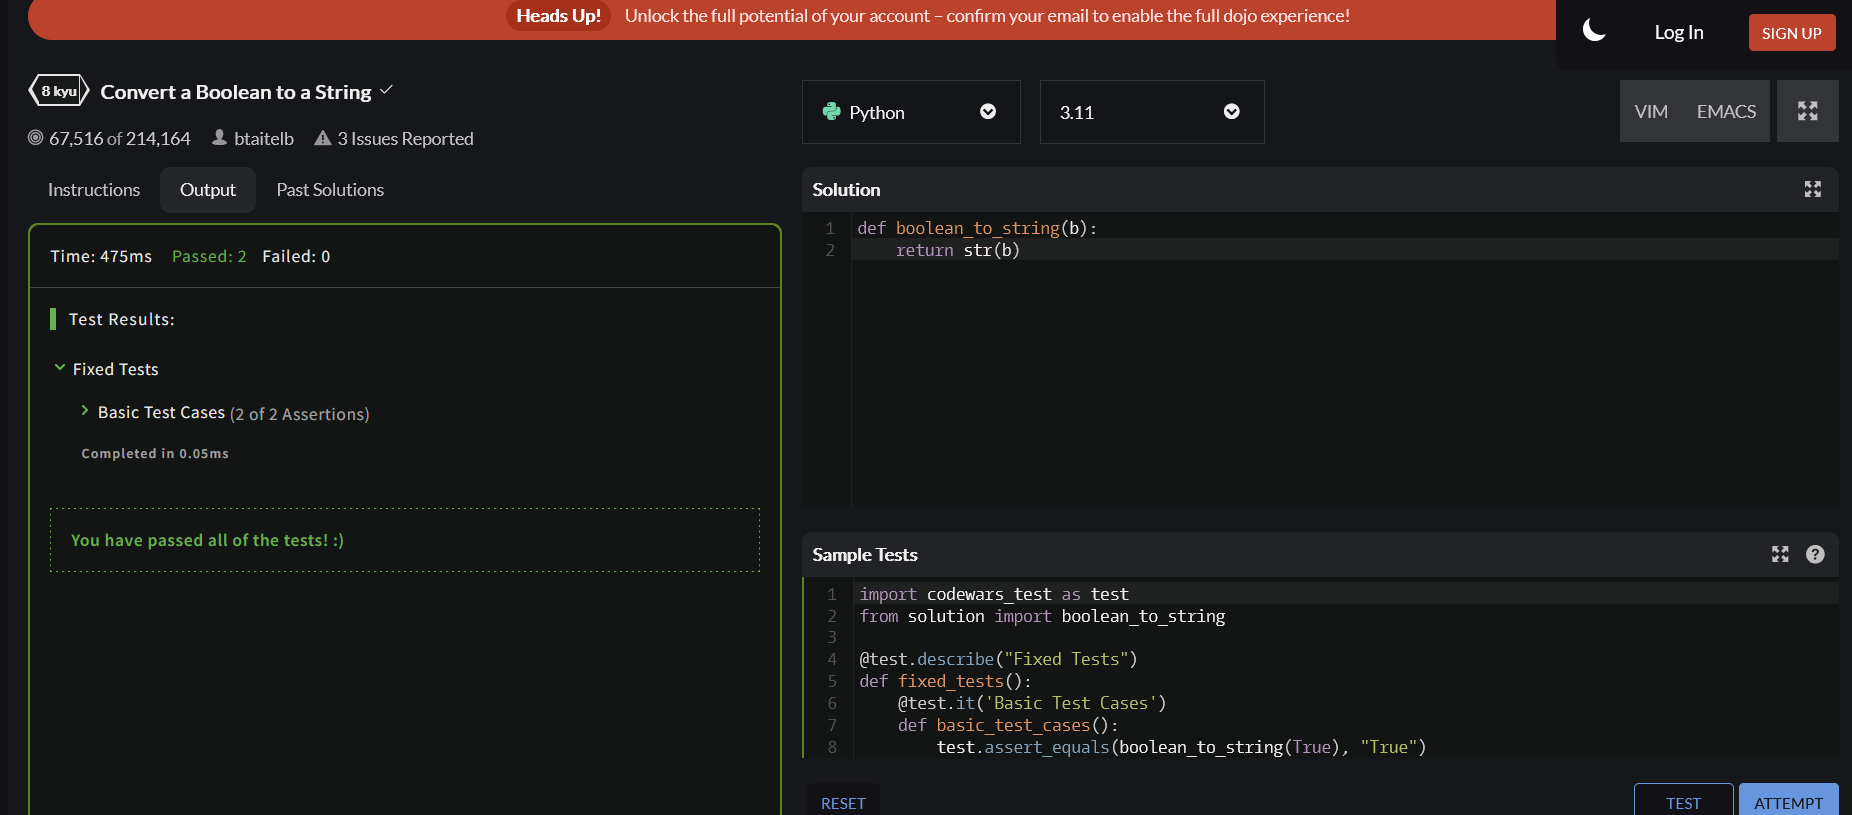 Heads Up! Unlock the full potential of your account – confirm your email to enable the full dojo experience!
Log In
SIGN UP
8 kyu Convert a Boolean to a String
67,516 of 214,164 btaitelb 3 Issues Reported
Instructions Output Past Solutions
Time: 475ms Passed: 2 Failed: 0
Test Results:
Fixed Tests
Basic Test Cases (2 of 2 Assertions)
Completed in 0.05ms
You have passed all of the tests! :)
Python
3.11
VIM EMACS
Solution
1 def boolean_to_string(b):
2     return str(b)
Sample Tests
?
1 import codewars_test as test
2 from solution import boolean_to_string
3
4 @test.describe("Fixed Tests")
5 def fixed_tests():
6     @test.it('Basic Test Cases')
7     def basic_test_cases():
8         test.assert_equals(boolean_to_string(True), "True")
RESET
TEST
ATTEMPT